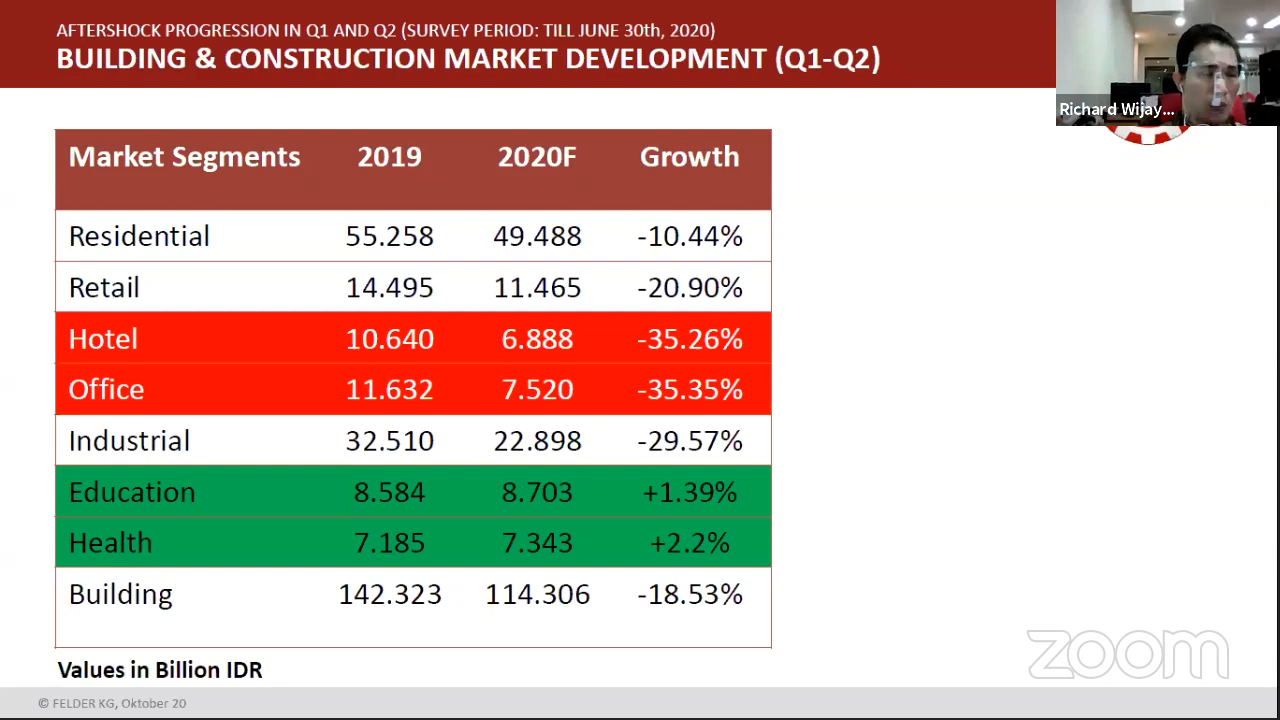 AFTERSHOCK PROGRESSION IN Q1 AND Q2 (SURVEY PERIOD: TILL JUNE 30th, 2020)
BUILDING & CONSTRUCTION MARKET DEVELOPMENT (Q1-Q2)
Richard Wijay...
Market Segments 2019 2020F Growth
Residential 55.258 49.488 -10.44%
Retail 14.495 11.465 -20.90%
Hotel 10.640 6.888 -35.26%
Office 11.632 7.520 -35.35%
Industrial 32.510 22.898 -29.57%
Education 8.584 8.703 +1.39%
Health 7.185 7.343 +2.2%
Building 142.323 114.306 -18.53%
Values in Billion IDR
zoom
© FELDER KG, Oktober 20